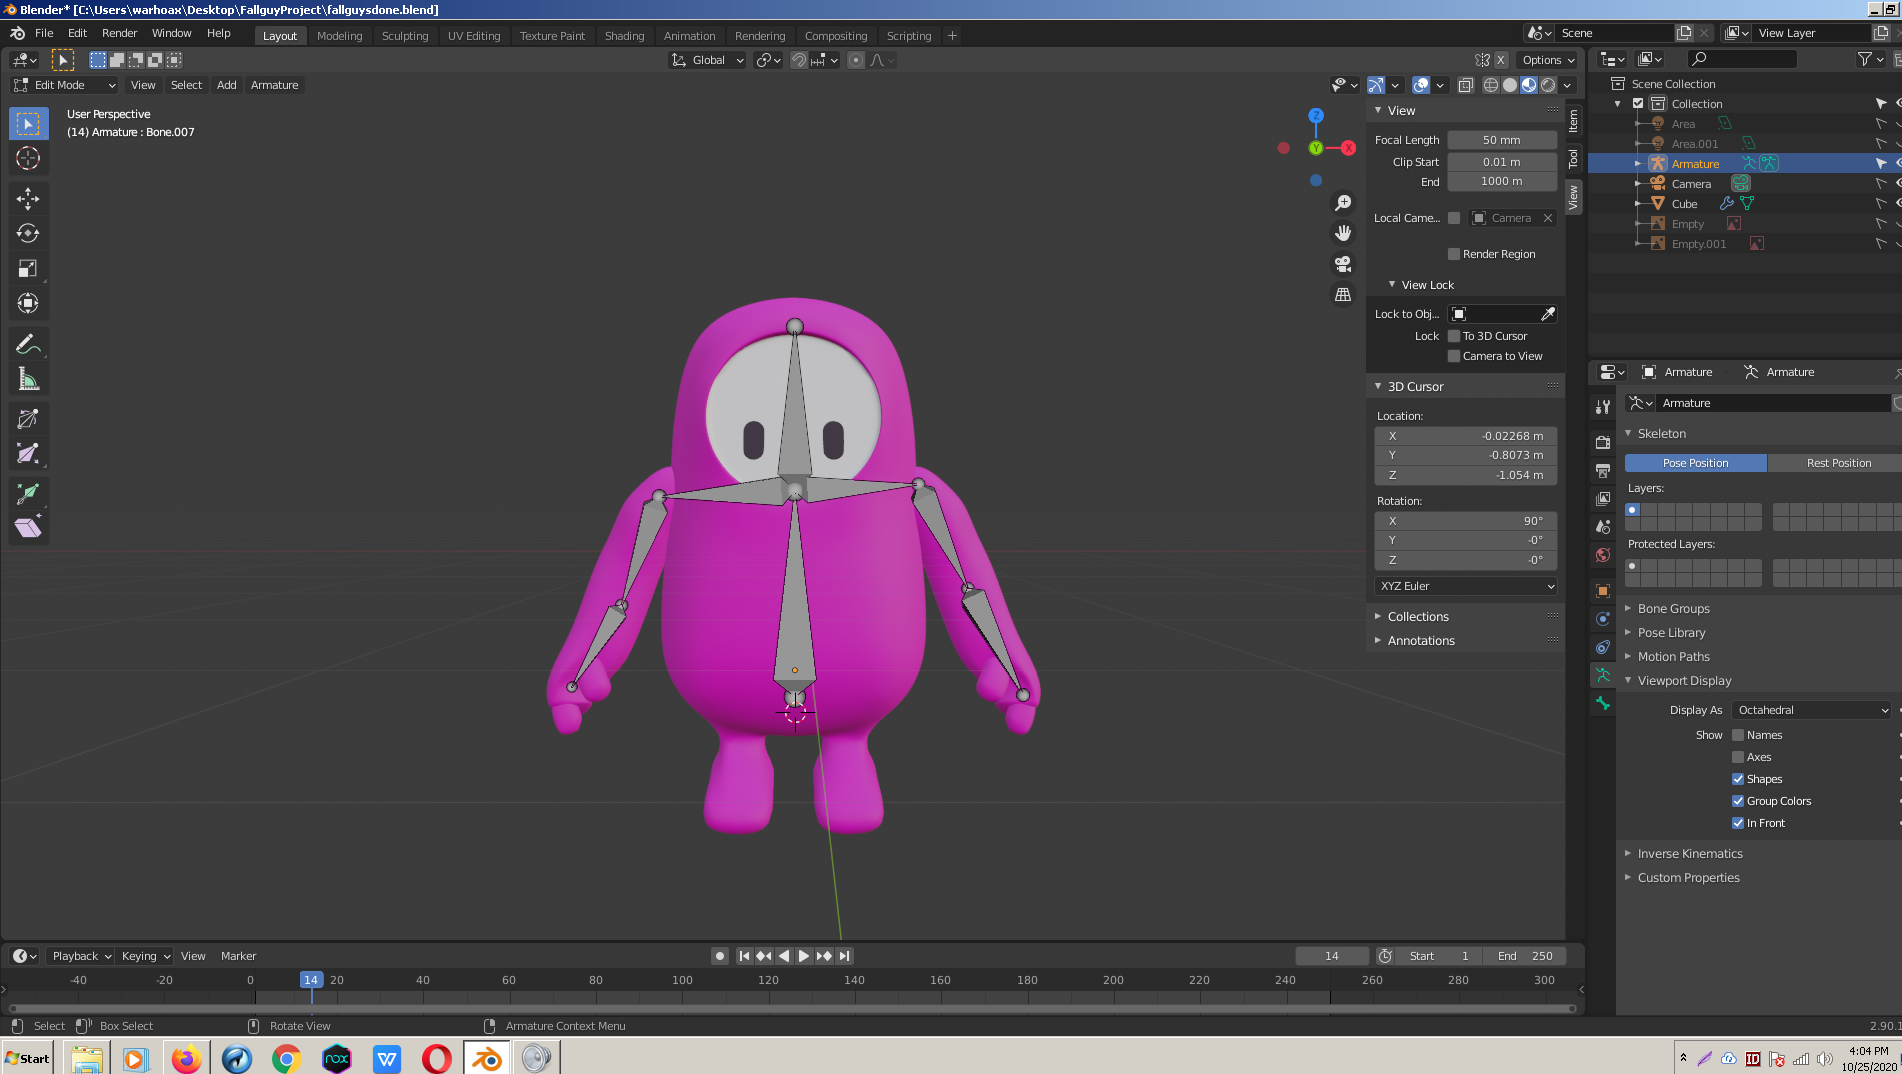 Blender* [C:\Users\warhoax\Desktop\FallguyProject\fallguysdone.blend]
File Edit Render Window Help Layout Modeling Sculpting UV Editing Texture Paint Shading Animation Rendering Compositing Scripting +
Scene
View Layer
Global
X
Options
Edit Mode View Select Add Armature
User Perspective
(14) Armature : Bone.007
Z
Y
X
View
Focal Length 50 mm
Clip Start 0.01 m
End 1000 m
Local Came... Camera
Render Region
View Lock
Lock to Obj...
Lock To 3D Cursor
Camera to View
3D Cursor
Location:
X -0.02268 m
Y -0.8073 m
Z -1.054 m
Rotation:
X 90°
Y -0°
Z -0°
XYZ Euler
Collections
Annotations
Item
Tool
View
Scene Collection
Collection
Area
Area.001
Armature
Camera
Cube
Empty
Empty.001
Armature Armature
Armature
Skeleton
Pose Position Rest Position
Layers:
Protected Layers:
Bone Groups
Pose Library
Motion Paths
Viewport Display
Display As Octahedral
Show Names
Axes
Shapes
Group Colors
In Front
Inverse Kinematics
Custom Properties
Playback Keying View Marker
14 Start 1 End 250
-40 0 14 20 40 60 80 100 120 140 160 180 200 220 240 260 280 300
Select Box Select Rotate View Armature Context Menu
2.90.1
Start
nox
W
ID
4:04 PM
10/25/2020